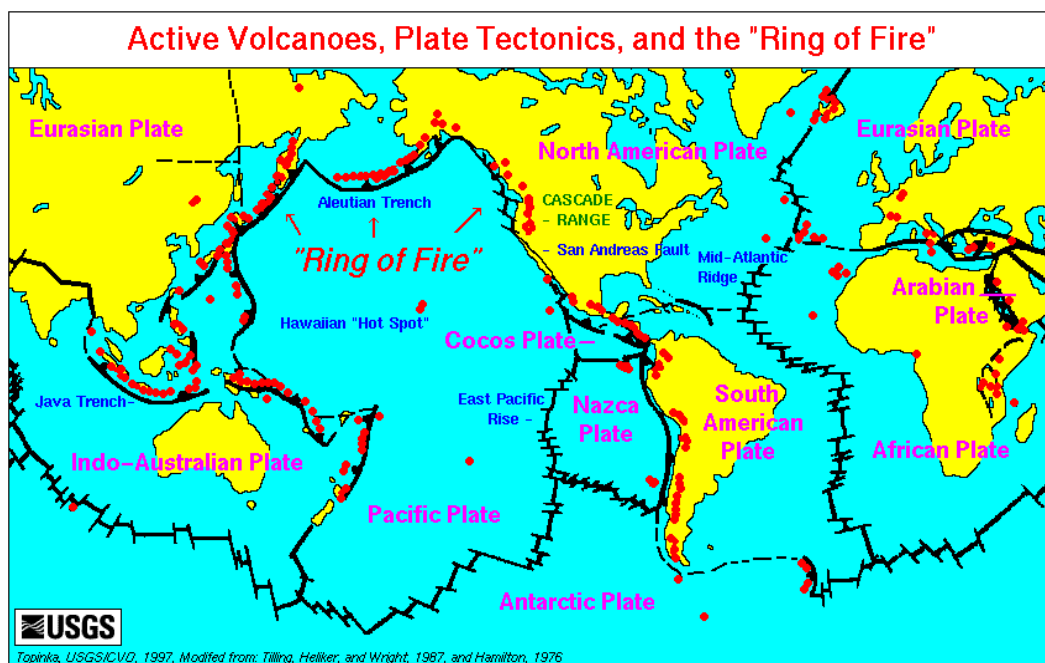 Active Volcanoes, Plate Tectonics, and the "Ring of Fire"
Eurasian Plate
North American Plate
Eurasian Plate
Aleutian Trench
CASCADE
- RANGE
"Ring of Fire"
- San Andreas Fault
Mid-Atlantic
Ridge
Arabian
Plate
Hawaiian "Hot Spot"
Cocos Plate
Java Trench-
East Pacific
Rise -
Nazca
Plate
South
American
Plate
African Plate
Indo-Australian Plate
Pacific Plate
Antarctic Plate
USGS
Topinka, USGS/CVO, 1997, Modifed from: Tilling, Heliker, and Wright, 1987, and Hamilton, 1976